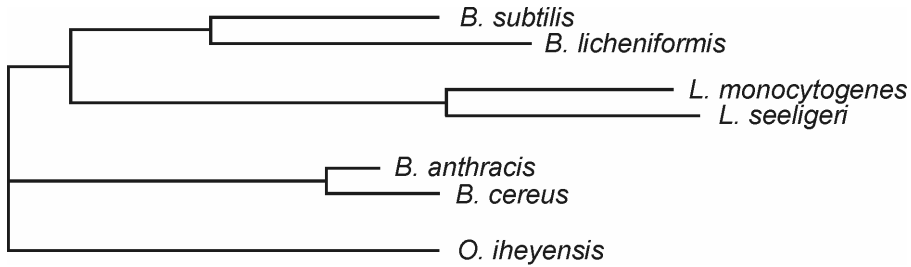 B. subtilis
B. licheniformis
L. monocytogenes
L. seeligeri
B. anthracis
B. cereus
O. iheyensis